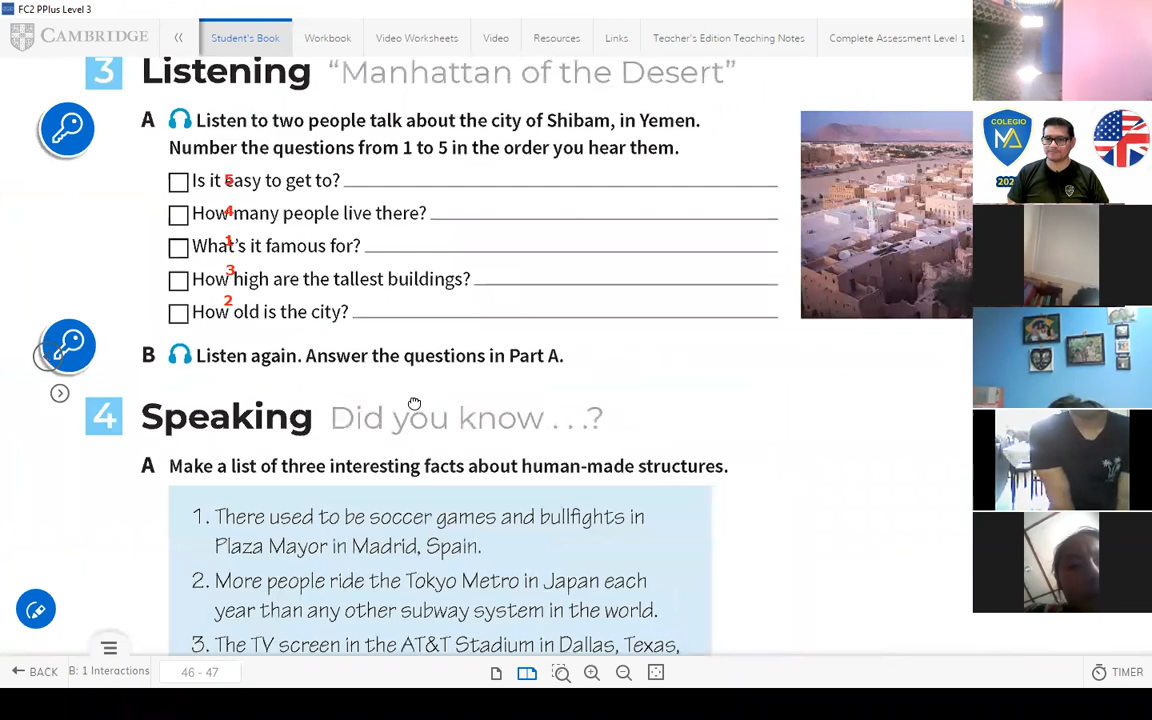 FC2 PPlus Level 3
CAMBRIDGE
Student's Book Workbook Video Worksheets Video Resources Links Teacher's Edition Teaching Notes Complete Assessment Level 1
3 Listening "Manhattan of the Desert"
A Listen to two people talk about the city of Shibam, in Yemen.
Number the questions from 1 to 5 in the order you hear them.
5 Is it easy to get to?
4 How many people live there?
1 What's it famous for?
3 How high are the tallest buildings?
2 How old is the city?
B Listen again. Answer the questions in Part A.
4 Speaking Did you know . . .?
A Make a list of three interesting facts about human-made structures.
1. There used to be soccer games and bullfights in
Plaza Mayor in Madrid, Spain.
2. More people ride the Tokyo Metro in Japan each
year than any other subway system in the world.
3. The TV screen in the AT&T Stadium in Dallas, Texas,
BACK B: 1 Interactions 46 - 47 TIMER
COLEGIO
MA